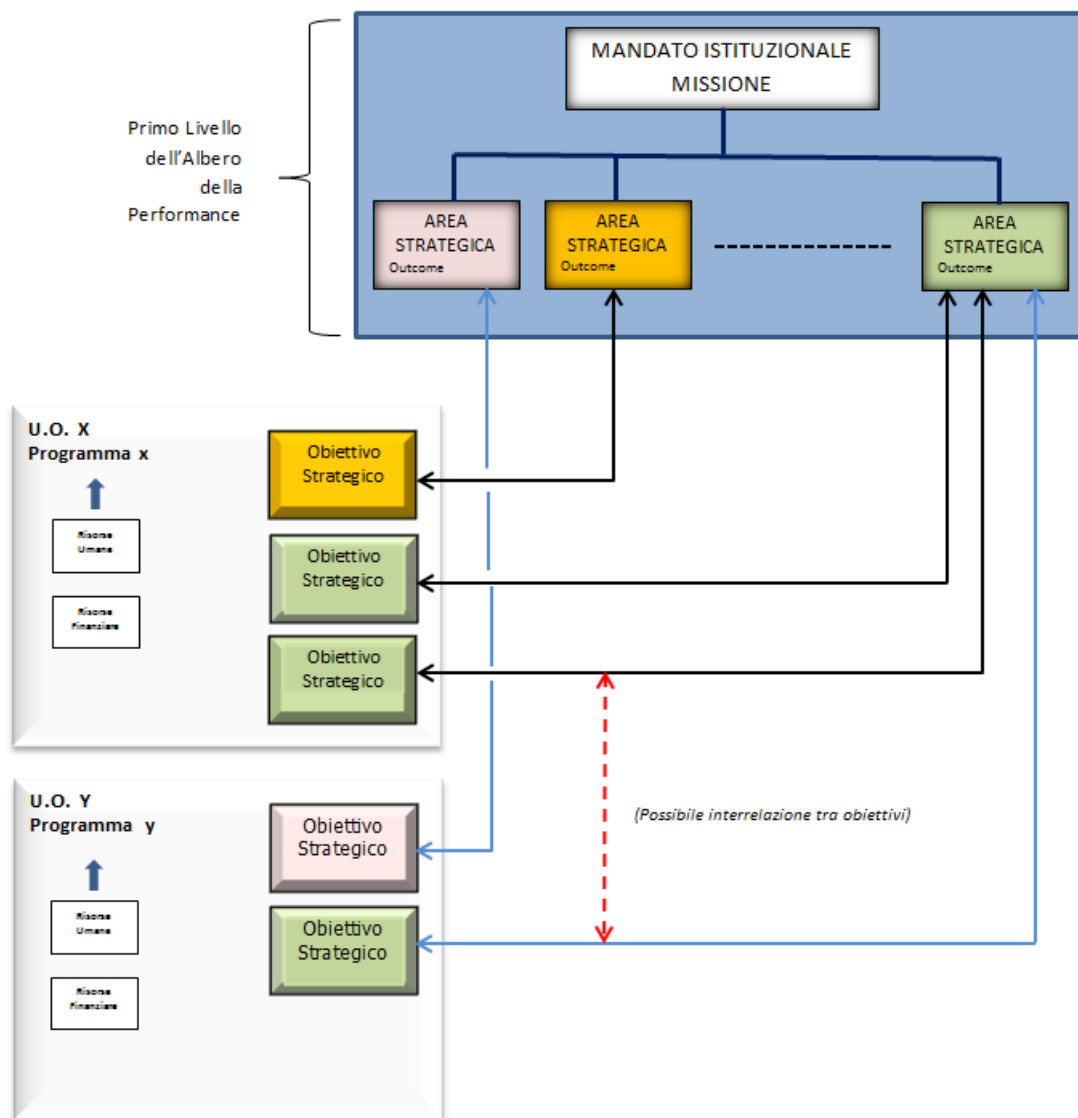 MANDATO ISTITUZIONALE
MISSIONE
Primo Livello
dell'Albero
della
Performance
AREA
STRATEGICA
Outcome
AREA
STRATEGICA
Outcome
AREA
STRATEGICA
Outcome
U.O. X
Programma x
Obiettivo
Strategico
Risorse
Umane
Obiettivo
Strategico
Risorse
Finanziare
Obiettivo
Strategico
U.O. Y
Programma y
Obiettivo
Strategico
(Possibile interrelazione tra obiettivi)
Risorse
Umane
Obiettivo
Strategico
Risorse
Finanziare